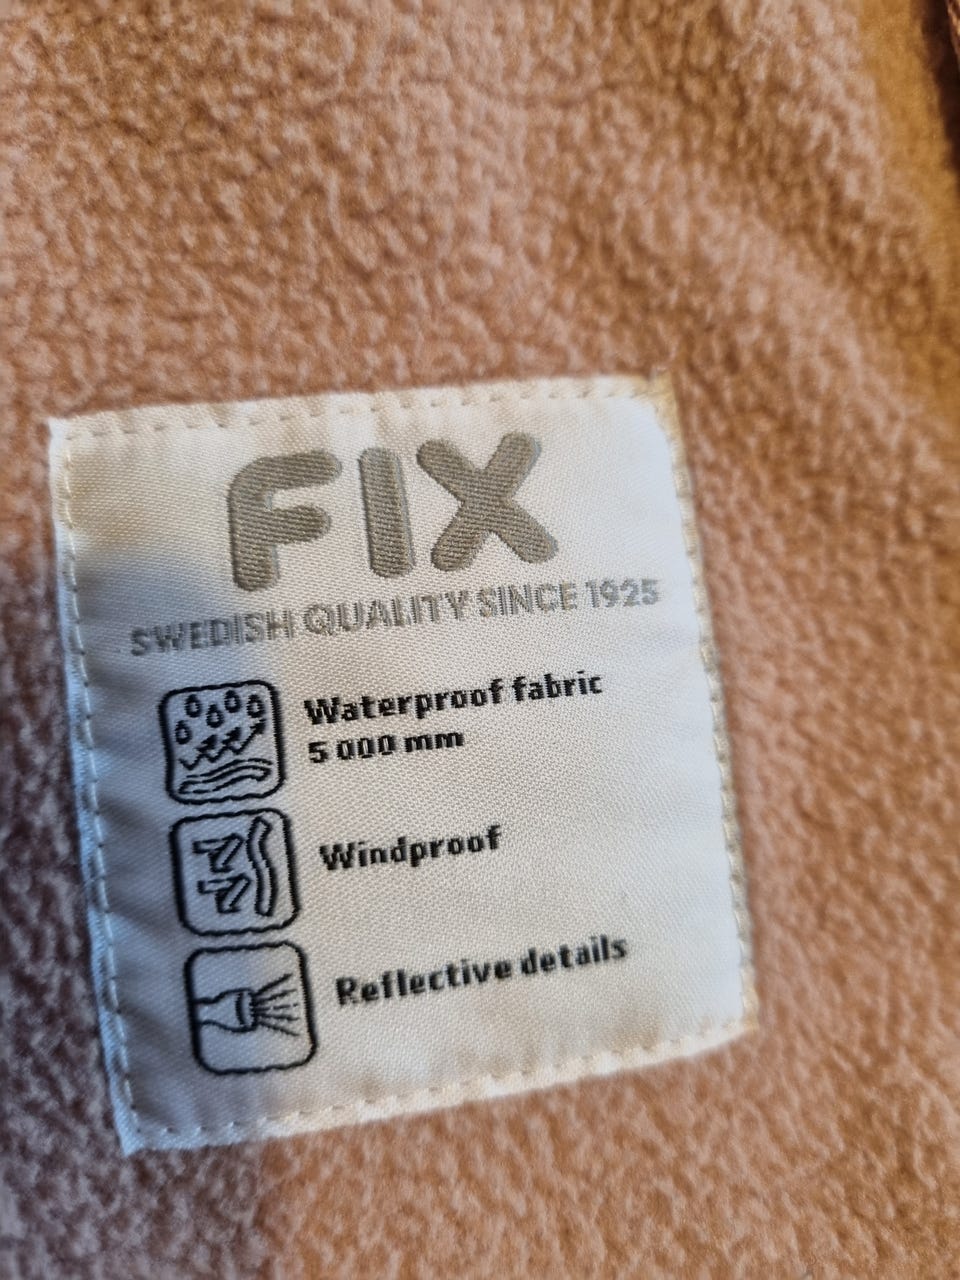 FIX
SWEDISH QUALITY SINCE 1925
Waterproof fabric
5 000 mm
Windproof
Reflective details